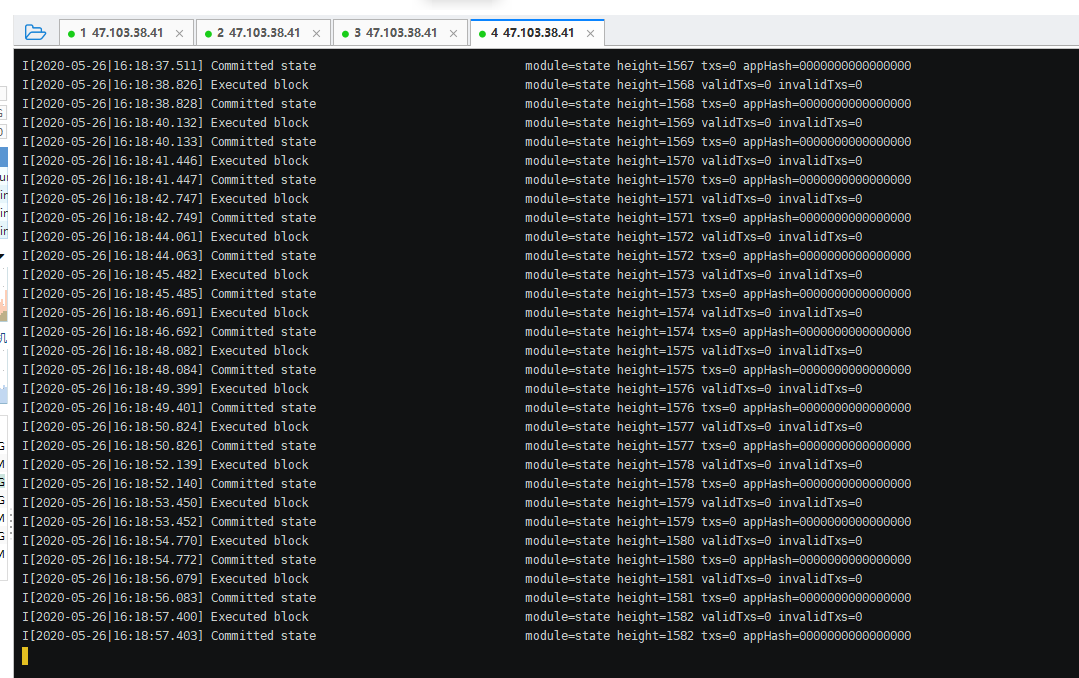 1 47.103.38.41 × 2 47.103.38.41 × 3 47.103.38.41 × 4 47.103.38.41 ×
I[2020-05-26|16:18:37.511] Committed state module=state height=1567 txs=0 appHash=0000000000000000
I[2020-05-26|16:18:38.826] Executed block module=state height=1568 validTxs=0 invalidTxs=0
I[2020-05-26|16:18:38.828] Committed state module=state height=1568 txs=0 appHash=0000000000000000
I[2020-05-26|16:18:40.132] Executed block module=state height=1569 validTxs=0 invalidTxs=0
I[2020-05-26|16:18:40.133] Committed state module=state height=1569 txs=0 appHash=0000000000000000
I[2020-05-26|16:18:41.446] Executed block module=state height=1570 validTxs=0 invalidTxs=0
I[2020-05-26|16:18:41.447] Committed state module=state height=1570 txs=0 appHash=0000000000000000
I[2020-05-26|16:18:42.747] Executed block module=state height=1571 validTxs=0 invalidTxs=0
I[2020-05-26|16:18:42.749] Committed state module=state height=1571 txs=0 appHash=0000000000000000
I[2020-05-26|16:18:44.061] Executed block module=state height=1572 validTxs=0 invalidTxs=0
I[2020-05-26|16:18:44.063] Committed state module=state height=1572 txs=0 appHash=0000000000000000
I[2020-05-26|16:18:45.482] Executed block module=state height=1573 validTxs=0 invalidTxs=0
I[2020-05-26|16:18:45.485] Committed state module=state height=1573 txs=0 appHash=0000000000000000
I[2020-05-26|16:18:46.691] Executed block module=state height=1574 validTxs=0 invalidTxs=0
I[2020-05-26|16:18:46.692] Committed state module=state height=1574 txs=0 appHash=0000000000000000
I[2020-05-26|16:18:48.082] Executed block module=state height=1575 validTxs=0 invalidTxs=0
I[2020-05-26|16:18:48.084] Committed state module=state height=1575 txs=0 appHash=0000000000000000
I[2020-05-26|16:18:49.399] Executed block module=state height=1576 validTxs=0 invalidTxs=0
I[2020-05-26|16:18:49.401] Committed state module=state height=1576 txs=0 appHash=0000000000000000
I[2020-05-26|16:18:50.824] Executed block module=state height=1577 validTxs=0 invalidTxs=0
I[2020-05-26|16:18:50.826] Committed state module=state height=1577 txs=0 appHash=0000000000000000
I[2020-05-26|16:18:52.139] Executed block module=state height=1578 validTxs=0 invalidTxs=0
I[2020-05-26|16:18:52.140] Committed state module=state height=1578 txs=0 appHash=0000000000000000
I[2020-05-26|16:18:53.450] Executed block module=state height=1579 validTxs=0 invalidTxs=0
I[2020-05-26|16:18:53.452] Committed state module=state height=1579 txs=0 appHash=0000000000000000
I[2020-05-26|16:18:54.770] Executed block module=state height=1580 validTxs=0 invalidTxs=0
I[2020-05-26|16:18:54.772] Committed state module=state height=1580 txs=0 appHash=0000000000000000
I[2020-05-26|16:18:56.079] Executed block module=state height=1581 validTxs=0 invalidTxs=0
I[2020-05-26|16:18:56.083] Committed state module=state height=1581 txs=0 appHash=0000000000000000
I[2020-05-26|16:18:57.400] Executed block module=state height=1582 validTxs=0 invalidTxs=0
I[2020-05-26|16:18:57.403] Committed state module=state height=1582 txs=0 appHash=0000000000000000